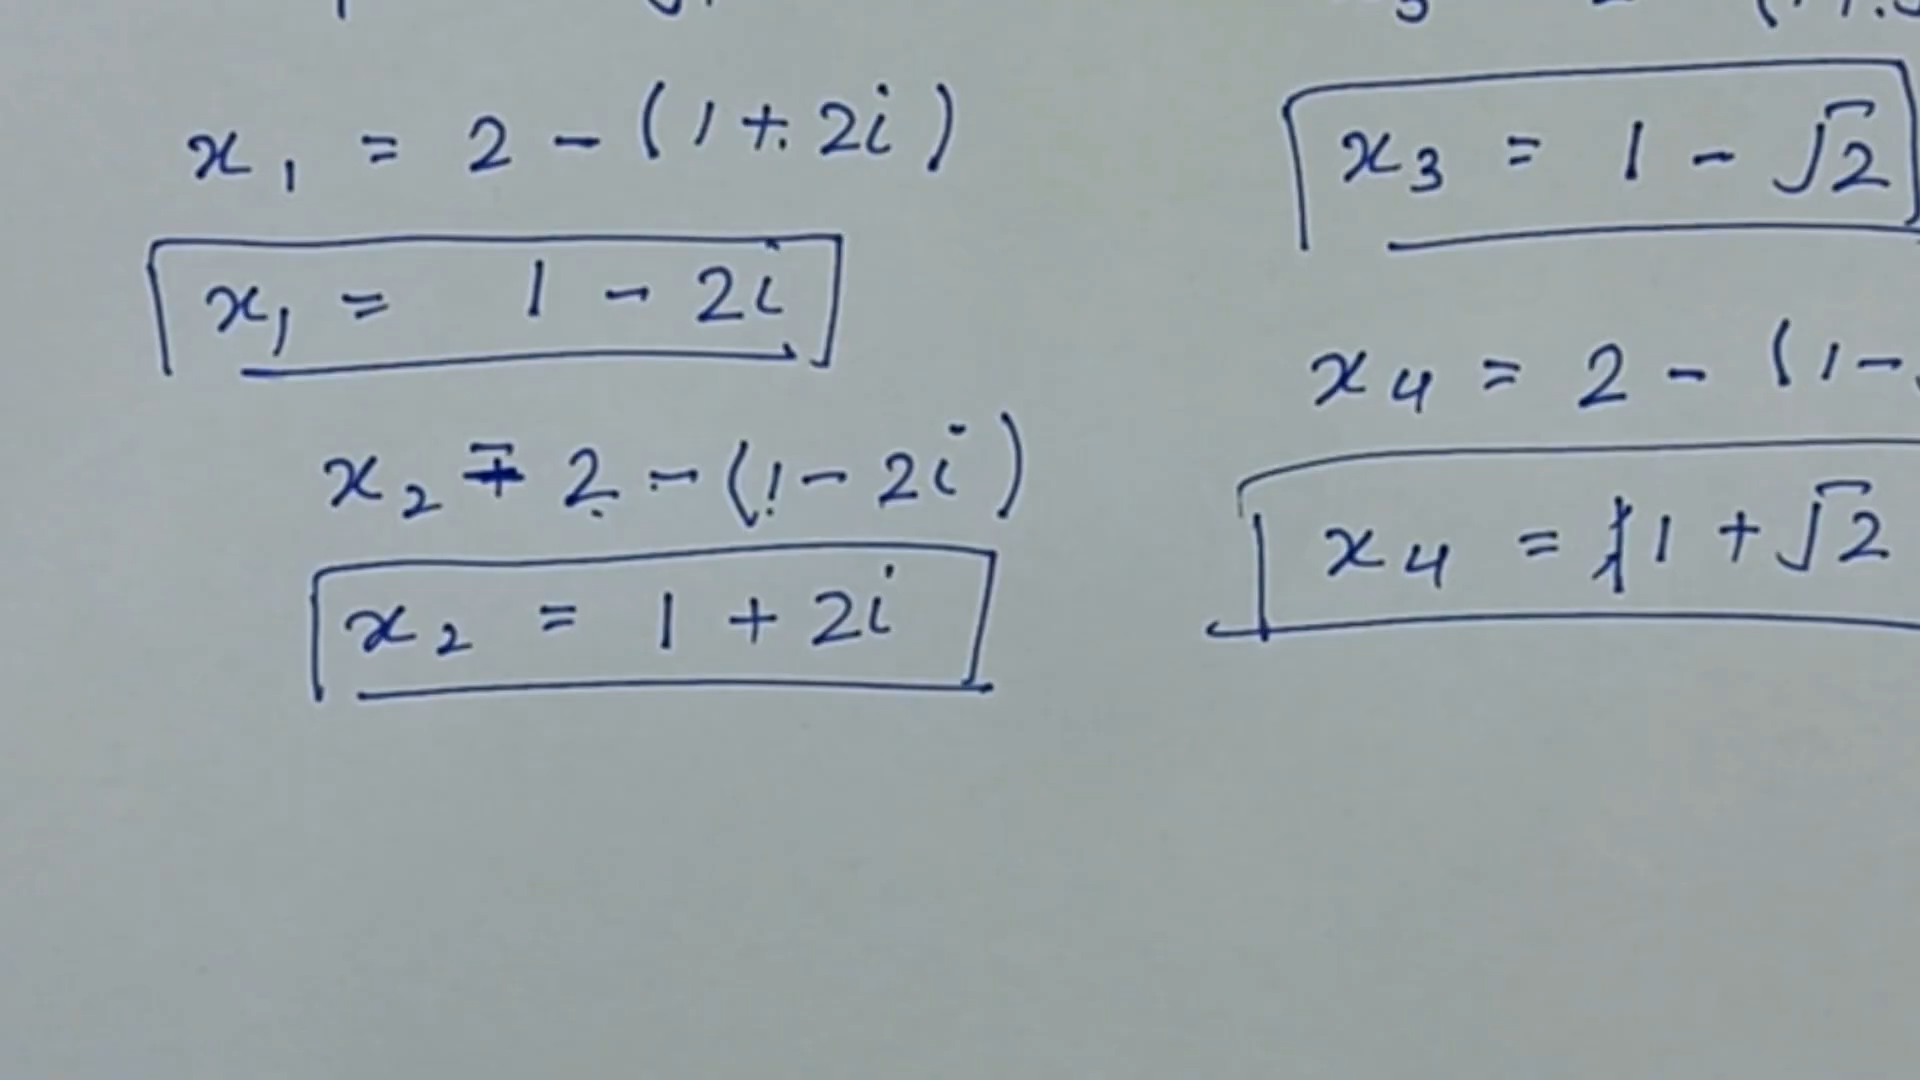 x₁ = 2 - (1 + 2i)
x₁ = 1 - 2i
x₂ = 2 - (1 - 2i)
x₂ = 1 + 2i
x₃ = 1 - √2
x₄ = 2 - (1 -
x₄ = 1 + √2